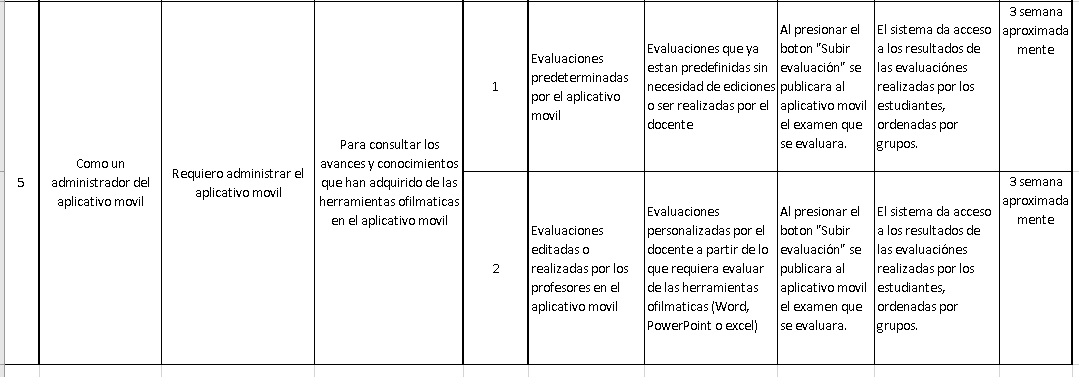 5
Como un
administrador del
aplicativo movil
Requiero administrar el
aplicativo movil
Para consultar los
avances y conocimientos
que han adquirido de las
herramientas ofilmaticas
en el aplicativo movil
1
Evaluaciones
predeterminadas
por el aplicativo
movil
Evaluaciones que ya
estan predefinidas sin
necesidad de ediciones
o ser realizadas por el
docente
Al presionar el
boton "Subir
evaluación" se
publicara al
aplicativo movil
el examen que
se evaluara.
El sistema da acceso
a los resultados de
las evaluaciónes
realizadas por los
estudiantes,
ordenadas por
grupos.
3 semana
aproximada
mente
2
Evaluaciones
editadas o
realizadas por los
profesores en el
aplicativo movil
Evaluaciones
personalizadas por el
docente a partir de lo
que requiera evaluar
de las herramientas
ofilmaticas (Word,
PowerPoint o excel)
Al presionar el
boton "Subir
evaluación" se
publicara al
aplicativo movil
el examen que
se evaluara.
El sistema da acceso
a los resultados de
las evaluaciónes
realizadas por los
estudiantes,
ordenadas por
grupos.
3 semana
aproximada
mente